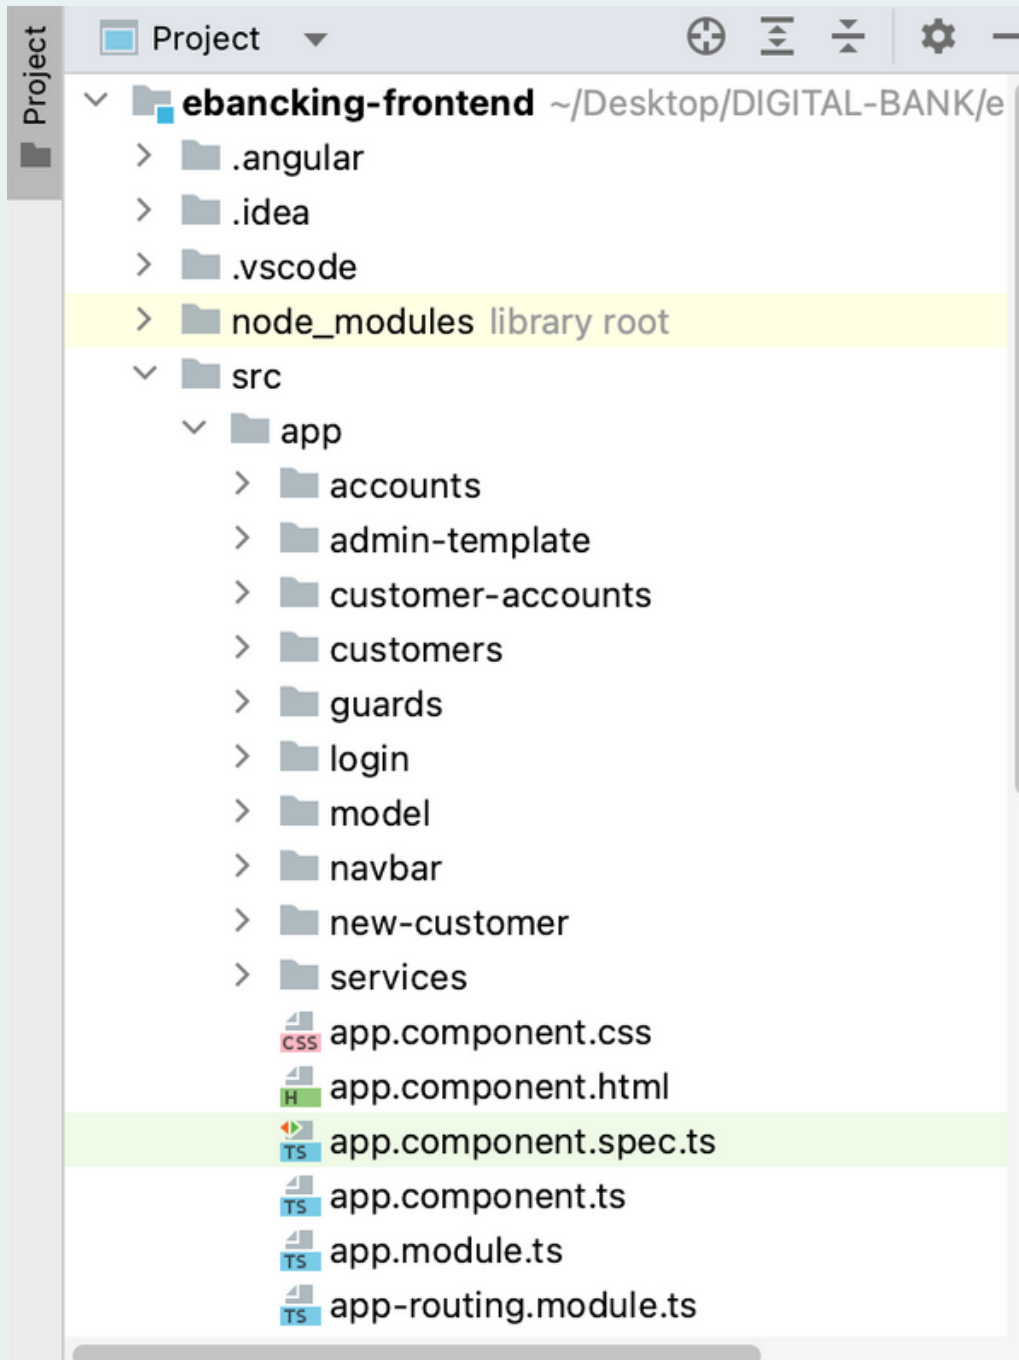 Project
Project
ebancking-frontend ~/Desktop/DIGITAL-BANK/e
.angular
.idea
.vscode
node_modules library root
src
app
accounts
admin-template
customer-accounts
customers
guards
login
model
navbar
new-customer
services
CSS app.component.css
H app.component.html
TS app.component.spec.ts
TS app.component.ts
TS app.module.ts
TS app-routing.module.ts